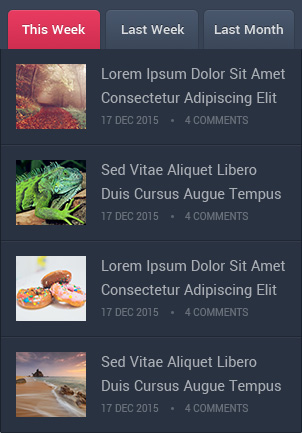 This Week
Last Week
Last Month
Lorem Ipsum Dolor Sit Amet
Consectetur Adipiscing Elit
17 DEC 2015 • 4 COMMENTS
Sed Vitae Aliquet Libero
Duis Cursus Augue Tempus
17 DEC 2015 • 4 COMMENTS
Lorem Ipsum Dolor Sit Amet
Consectetur Adipiscing Elit
17 DEC 2015 • 4 COMMENTS
Sed Vitae Aliquet Libero
Duis Cursus Augue Tempus
17 DEC 2015 • 4 COMMENTS